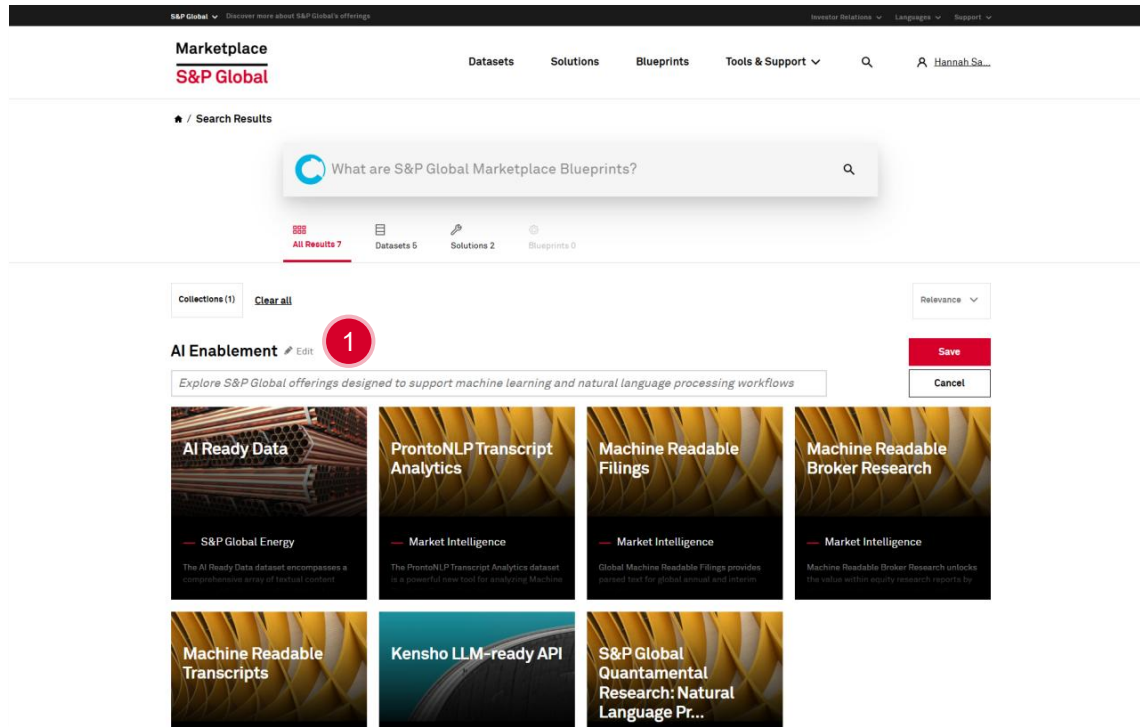 S&P Global
Discover more about S&P Global's offerings
Investor Relations
Languages
Support
Marketplace
S&P Global
Datasets
Solutions
Blueprints
Tools & Support
Hannah Sa...
/ Search Results
What are S&P Global Marketplace Blueprints?
All Results 7
Datasets 5
Solutions 2
Blueprints 0
Collections (1)
Clear all
Relevance
AI Enablement
Edit
1
Save
Explore S&P Global offerings designed to support machine learning and natural language processing workflows
Cancel
AI Ready Data
— S&P Global Energy
The AI Ready Data dataset encompasses a
comprehensive array of textual content
ProntoNLP Transcript
Analytics
— Market Intelligence
The ProntoNLP Transcript Analytics dataset
is a powerful new tool for analyzing Machine
Machine Readable
Filings
— Market Intelligence
Global Machine Readable Filings provides
parsed text for global annual and interim
Machine Readable
Broker Research
— Market Intelligence
Machine Readable Broker Research unlocks
the value within equity research reports by
Machine Readable
Transcripts
Kensho LLM-ready API
S&P Global
Quantamental
Research: Natural
Language Pr...